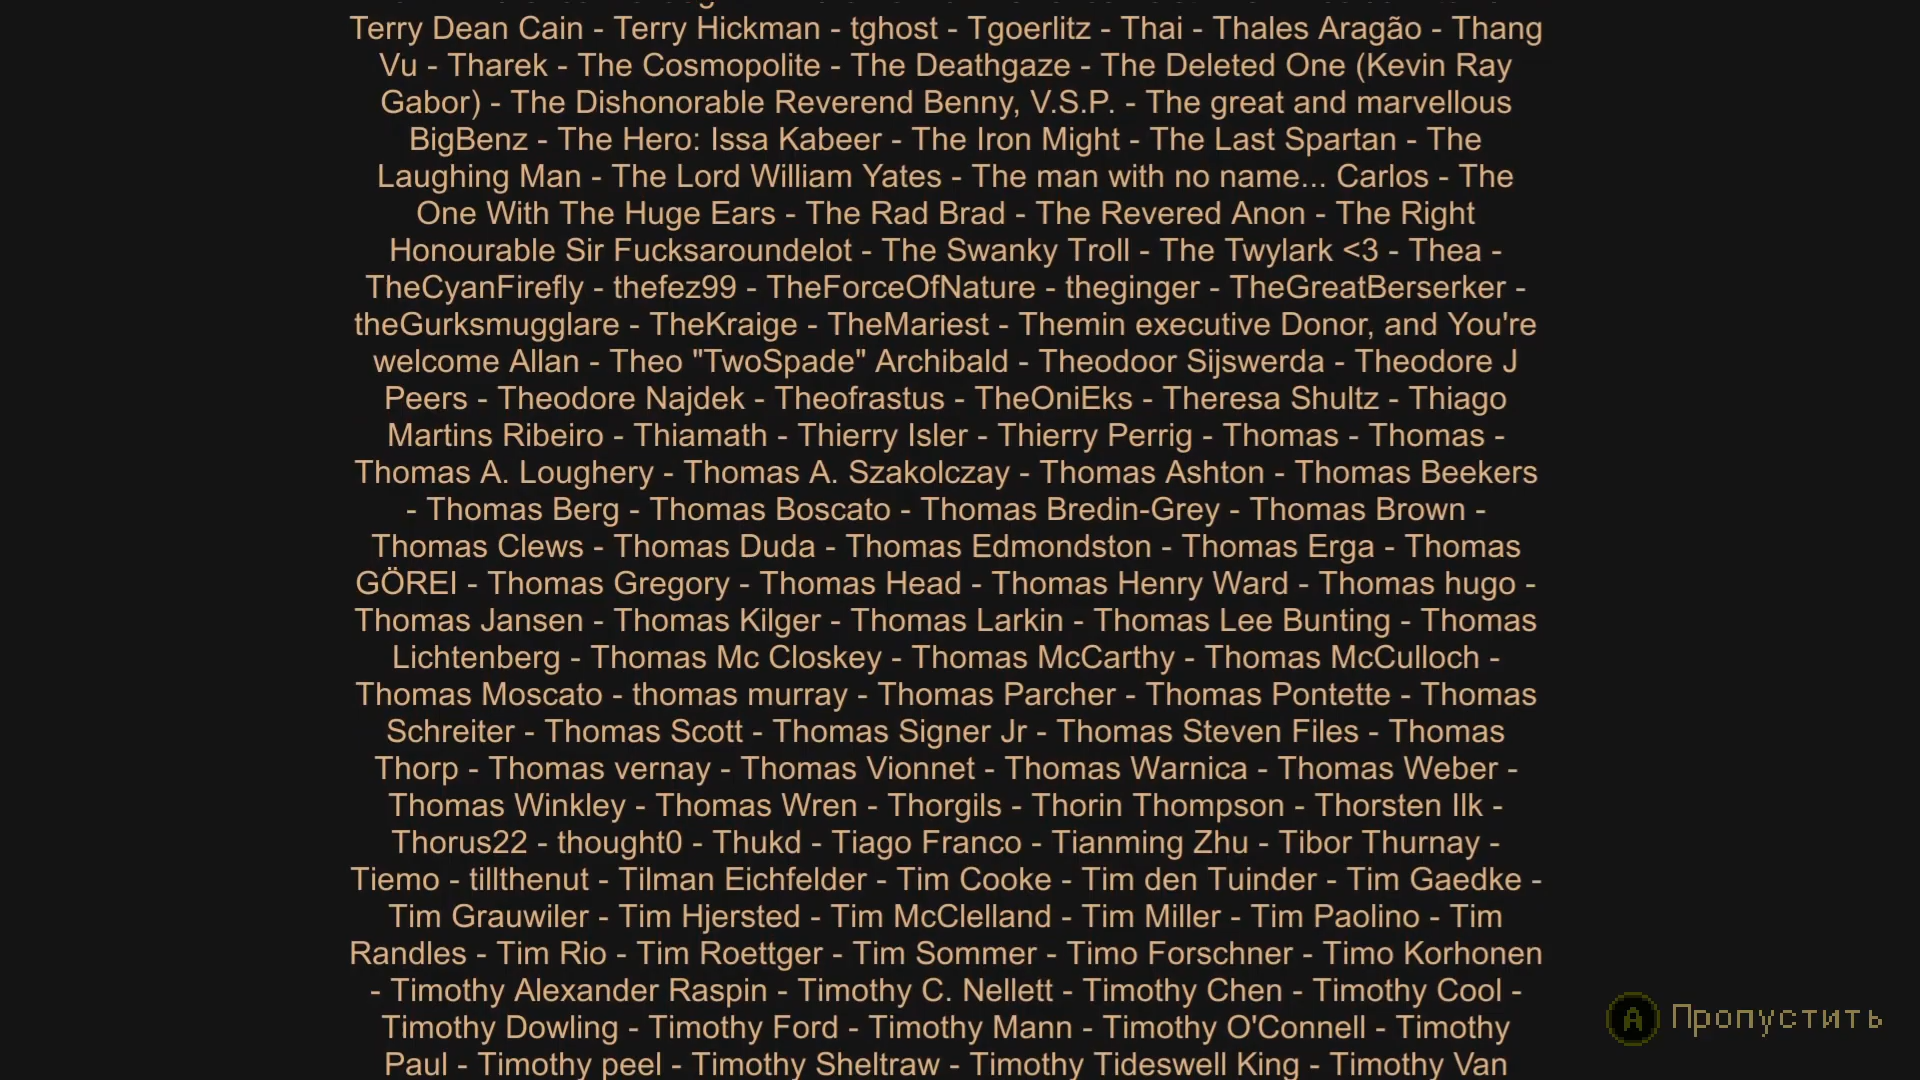 Terry Dean Cain - Terry Hickman - tghost - Tgoerlitz - Thai - Thales Aragão - Thang
Vu - Tharek - The Cosmopolite - The Deathgaze - The Deleted One (Kevin Ray
Gabor) - The Dishonorable Reverend Benny, V.S.P. - The great and marvellous
BigBenz - The Hero: Issa Kabeer - The Iron Might - The Last Spartan - The
Laughing Man - The Lord William Yates - The man with no name... Carlos - The
One With The Huge Ears - The Rad Brad - The Revered Anon - The Right
Honourable Sir Fucksaroundelot - The Swanky Troll - The Twylark <3 - Thea -
TheCyanFirefly - thefez99 - TheForceOfNature - theginger - TheGreatBerserker -
theGurksmugglare - TheKraige - TheMariest - Themin executive Donor, and You're
welcome Allan - Theo "TwoSpade" Archibald - Theodoor Sijswerda - Theodore J
Peers - Theodore Najdek - Theofrastus - TheOniEks - Theresa Shultz - Thiago
Martins Ribeiro - Thiamath - Thierry Isler - Thierry Perrig - Thomas - Thomas -
Thomas A. Loughery - Thomas A. Szakolczay - Thomas Ashton - Thomas Beekers
- Thomas Berg - Thomas Boscato - Thomas Bredin-Grey - Thomas Brown -
Thomas Clews - Thomas Duda - Thomas Edmondston - Thomas Erga - Thomas
GÖREI - Thomas Gregory - Thomas Head - Thomas Henry Ward - Thomas hugo -
Thomas Jansen - Thomas Kilger - Thomas Larkin - Thomas Lee Bunting - Thomas
Lichtenberg - Thomas Mc Closkey - Thomas McCarthy - Thomas McCulloch -
Thomas Moscato - thomas murray - Thomas Parcher - Thomas Pontette - Thomas
Schreiter - Thomas Scott - Thomas Signer Jr - Thomas Steven Files - Thomas
Thorp - Thomas vernay - Thomas Vionnet - Thomas Warnica - Thomas Weber -
Thomas Winkley - Thomas Wren - Thorgils - Thorin Thompson - Thorsten Ilk -
Thorus22 - thought0 - Thukd - Tiago Franco - Tianming Zhu - Tibor Thurnay -
Tiemo - tillthenut - Tilman Eichfelder - Tim Cooke - Tim den Tuinder - Tim Gaedke -
Tim Grauwiler - Tim Hjersted - Tim McClelland - Tim Miller - Tim Paolino - Tim
Randles - Tim Rio - Tim Roettger - Tim Sommer - Timo Forschner - Timo Korhonen
- Timothy Alexander Raspin - Timothy C. Nellett - Timothy Chen - Timothy Cool -
Timothy Dowling - Timothy Ford - Timothy Mann - Timothy O'Connell - Timothy
Paul - Timothy peel - Timothy Sheltraw - Timothy Tideswell King - Timothy Van
A Пропустить